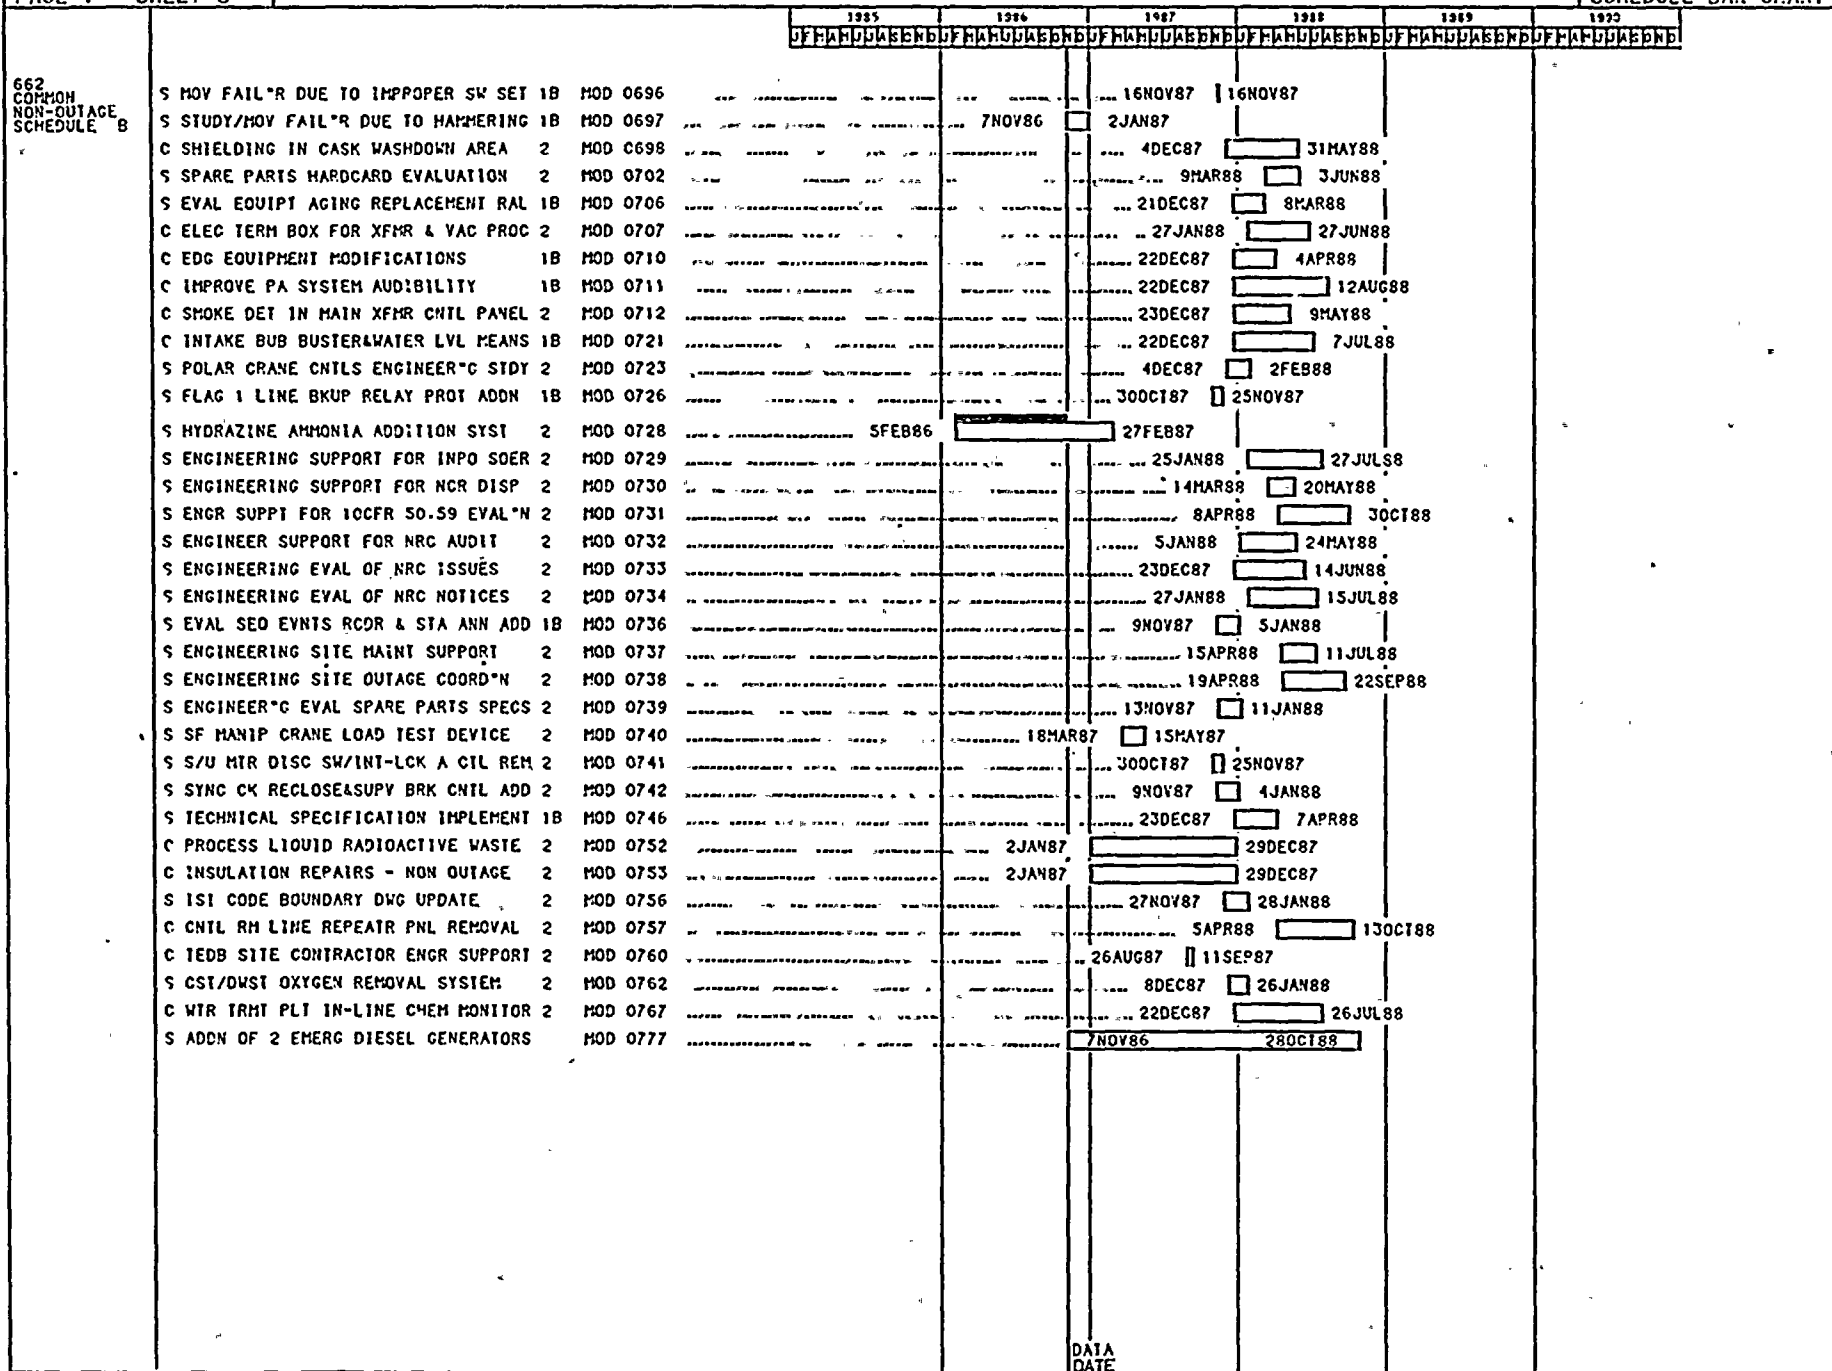 1985 1986 1987 1988 1989 1990
JFMAMJJASOND JFMAMJJASOND JFMAMJJASOND JFMAMJJASOND JFMAMJJASOND JFMAMJJASOND
662
COMMON
NON-OUTAGE
SCHEDULE B
S MOV FAIL"R DUE TO IMPROPER SW SET 1B MOD 0696 16NOV87 16NOV87
S STUDY/MOV FAIL"R DUE TO HAMMERING 1B MOD 0697 7NOV86 2JAN87
C SHIELDING IN CASK WASHDOWN AREA 2 MOD 0698 4DEC87 31MAY88
S SPARE PARTS HARDCARD EVALUATION 2 MOD 0702 9MAR88 3JUN88
S EVAL EQUIPT AGING REPLACEMENT RAL 1B MOD 0706 21DEC87 8MAR88
C ELEC TERM BOX FOR XFMR & VAC PROC 2 MOD 0707 27JAN88 27JUN88
C EDG EQUIPMENT MODIFICATIONS 1B MOD 0710 22DEC87 4APR88
C IMPROVE PA SYSTEM AUDIBILITY 1B MOD 0711 22DEC87 12AUG88
C SMOKE DET IN MAIN XFMR CNTL PANEL 2 MOD 0712 23DEC87 9MAY88
C INTAKE BUB BUSTER&WATER LVL MEANS 1B MOD 0721 22DEC87 7JUL88
S POLAR CRANE CNTLS ENGINEER"G STDY 2 MOD 0723 4DEC87 2FEB88
S FLAG 1 LINE BKUP RELAY PROT ADDN 1B MOD 0726 30OCT87 25NOV87
S HYDRAZINE AMMONIA ADDITION SYST 2 MOD 0728 5FEB86 27FEB87
S ENGINEERING SUPPORT FOR INPO SOER 2 MOD 0729 25JAN88 27JUL88
S ENGINEERING SUPPORT FOR NCR DISP 2 MOD 0730 14MAR88 20MAY88
S ENGR SUPPT FOR 10CFR 50.59 EVAL"N 2 MOD 0731 8APR88 3OCT88
S ENGINEER SUPPORT FOR NRC AUDIT 2 MOD 0732 5JAN88 24MAY88
S ENGINEERING EVAL OF NRC ISSUES 2 MOD 0733 23DEC87 14JUN88
S ENGINEERING EVAL OF NRC NOTICES 2 MOD 0734 27JAN88 15JUL88
S EVAL SEQ EVNTS RCDR & STA ANN ADD 1B MOD 0736 9NOV87 5JAN88
S ENGINEERING SITE MAINT SUPPORT 2 MOD 0737 15APR88 11JUL88
S ENGINEERING SITE OUTAGE COORD"N 2 MOD 0738 19APR88 22SEP88
S ENGINEER"G EVAL SPARE PARTS SPECS 2 MOD 0739 13NOV87 11JAN88
S SF MANIP CRANE LOAD TEST DEVICE 2 MOD 0740 18MAR87 15MAY87
S S/U MTR DISC SW/INT-LCK A CTL REM 2 MOD 0741 30OCT87 25NOV87
S SYNC CK RECLOSE&SUPV BRK CNTL ADD 2 MOD 0742 9NOV87 4JAN88
S TECHNICAL SPECIFICATION IMPLEMENT 1B MOD 0746 23DEC87 7APR88
C PROCESS LIQUID RADIOACTIVE WASTE 2 MOD 0752 2JAN87 29DEC87
C INSULATION REPAIRS - NON OUTAGE 2 MOD 0753 2JAN87 29DEC87
S ISI CODE BOUNDARY DWG UPDATE 2 MOD 0756 27NOV87 28JAN88
C CNTL RM LINE REPEATR PNL REMOVAL 2 MOD 0757 5APR88 13OCT88
C IEDB SITE CONTRACTOR ENGR SUPPORT 2 MOD 0760 26AUG87 11SEP87
S CST/DWST OXYGEN REMOVAL SYSTEM 2 MOD 0762 8DEC87 26JAN88
C WTR TRMT PLT IN-LINE CHEM MONITOR 2 MOD 0767 22DEC87 26JUL88
S ADDN OF 2 EMERG DIESEL GENERATORS MOD 0777 7NOV86 28OCT88
DATA
DATE